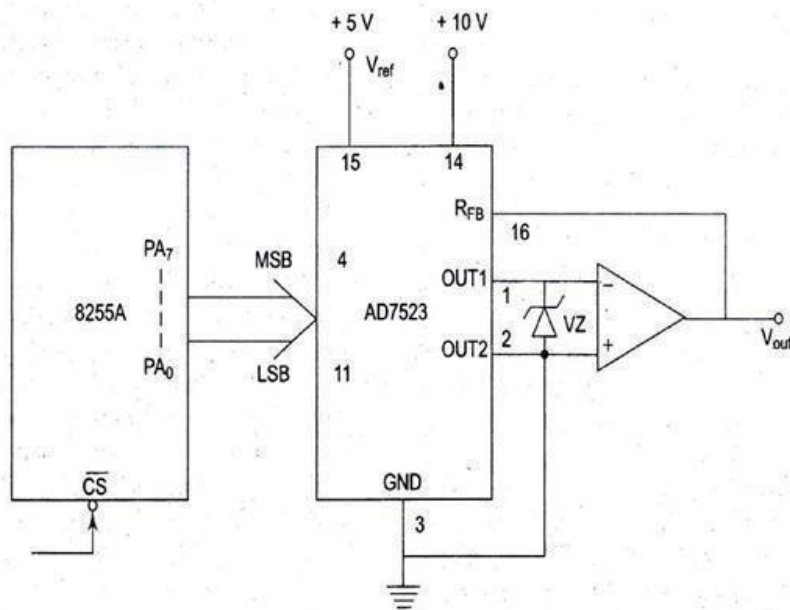 + 5 V
+ 10 V
Vref
15
14
RFB
16
PA7
MSB
4
OUT1
1
8255A
AD7523
VZ
OUT2
2
Vout
PA0
LSB
11
CS
GND
3
−
+